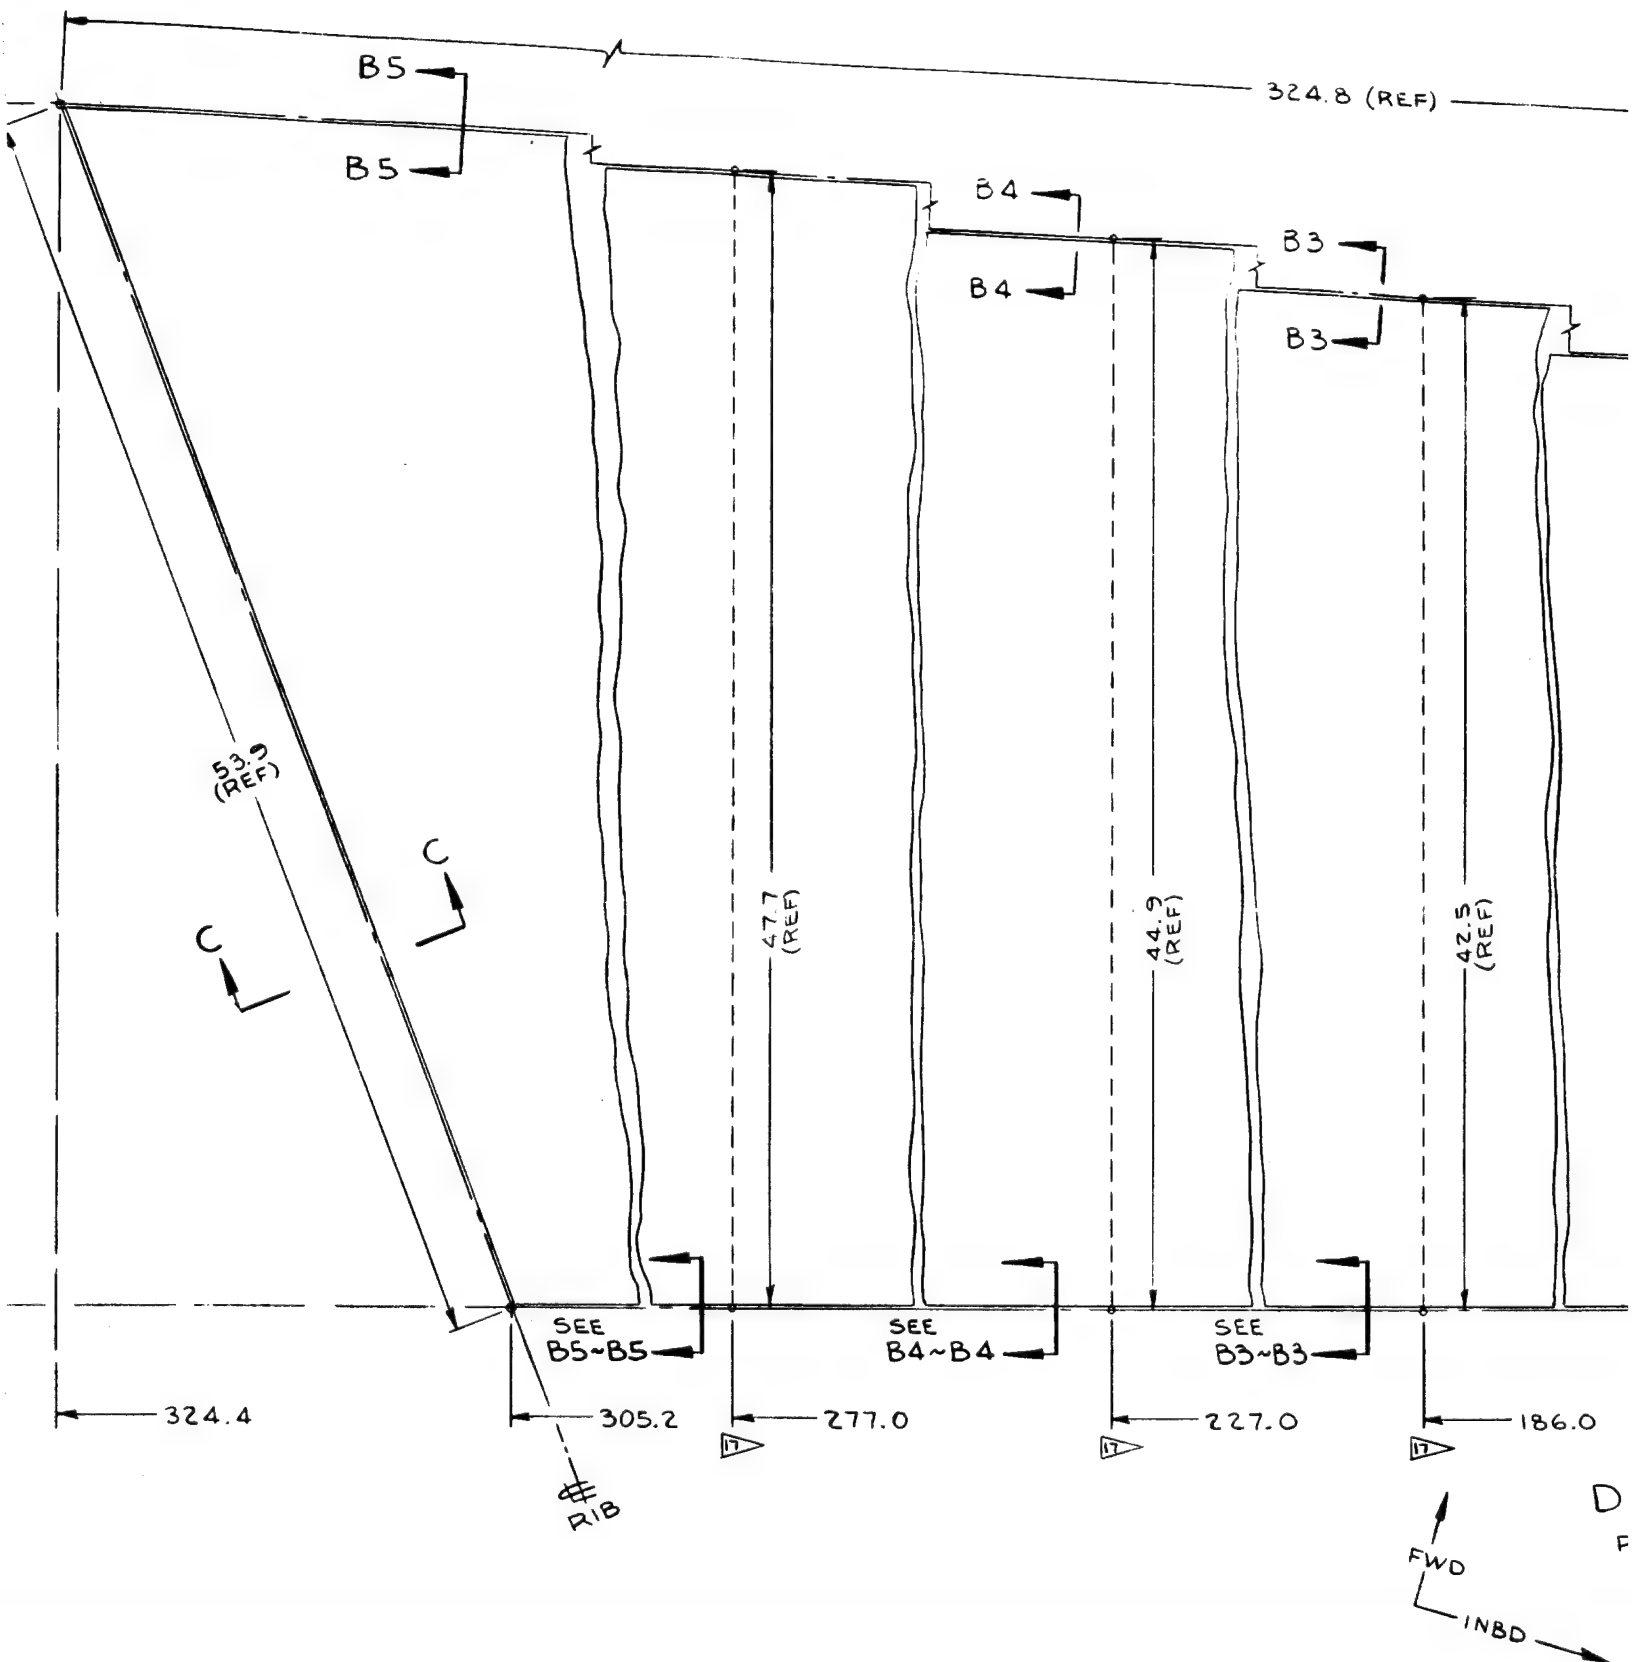 324.8 (REF)
B5
B5
B4
B4
B3
B3
53.9
(REF)
C
C
47.7
(REF)
44.9
(REF)
42.5
(REF)
SEE
B5~B5
SEE
B4~B4
SEE
B3~B3
324.4
305.2
277.0
227.0
186.0
17
17
17
RIB
D
FWD
INBD